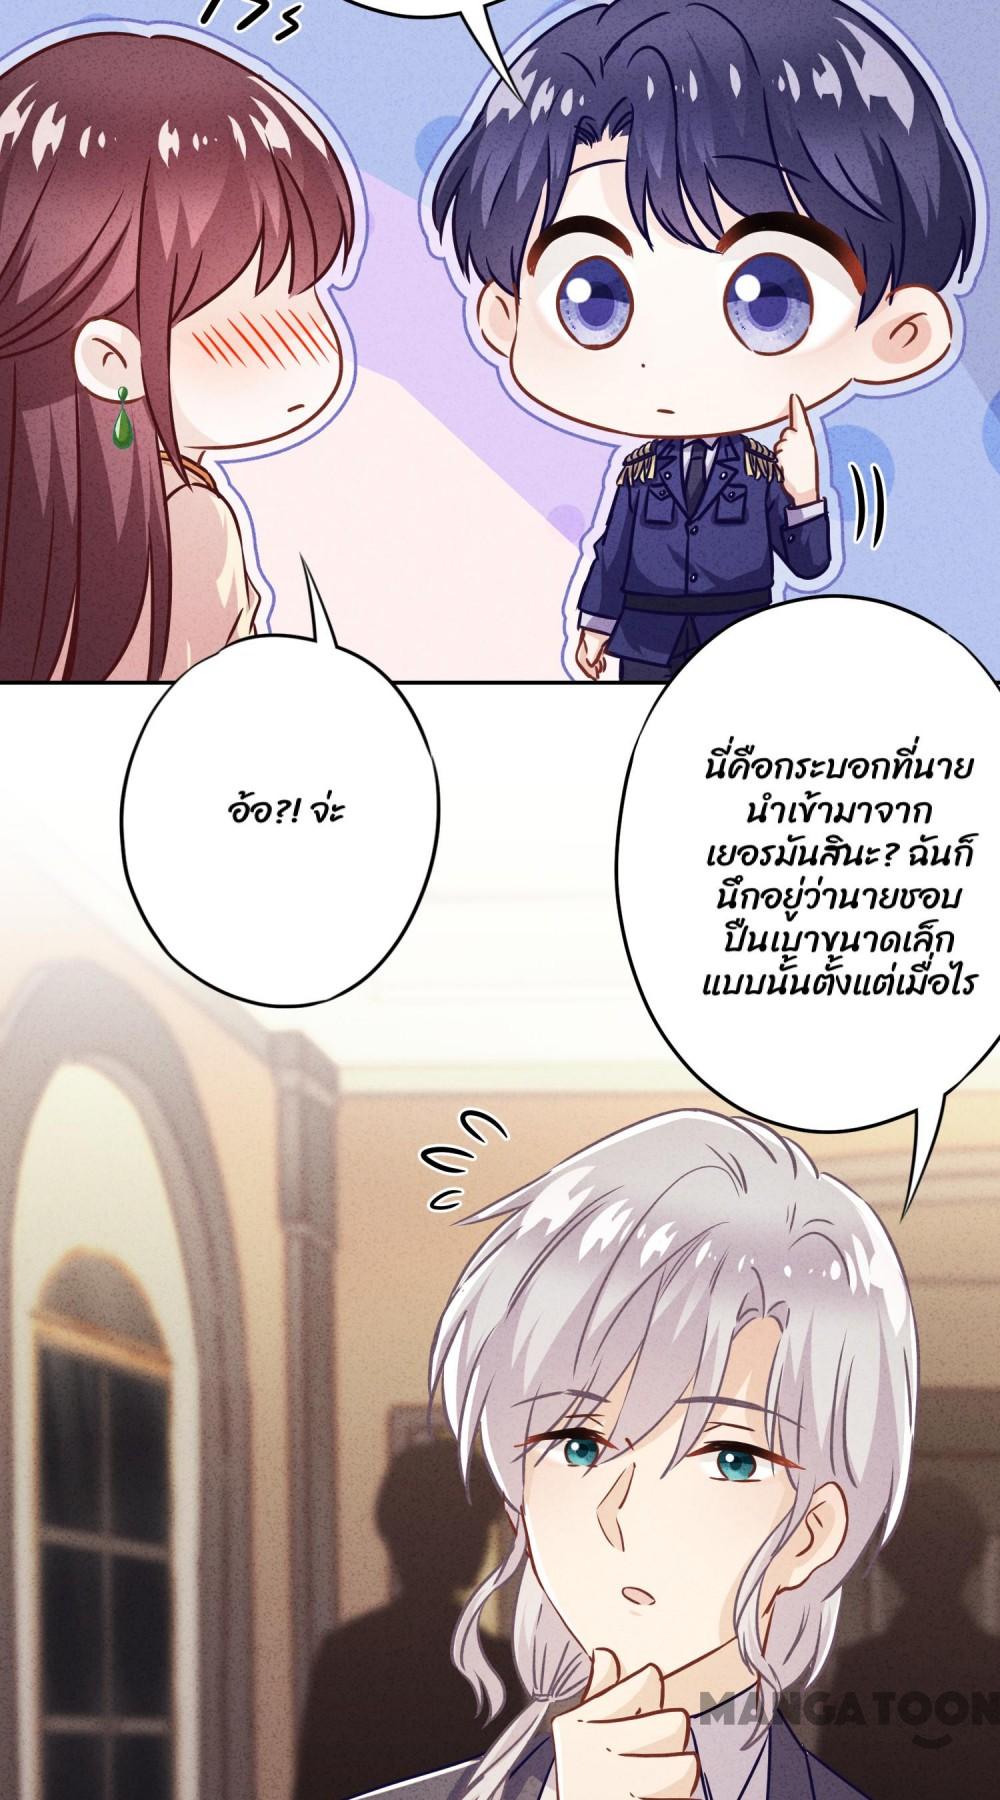 อ้อ?! จ่ะ
นี่คือกระบอกที่นาย
นำเข้ามาจาก
เยอรมันสินะ? ฉันก็
นึกอยู่ว่านายชอบ
ปืนเบาขนาดเล็ก
แบบนั้นตั้งแต่เมื่อไร
MANGATOON